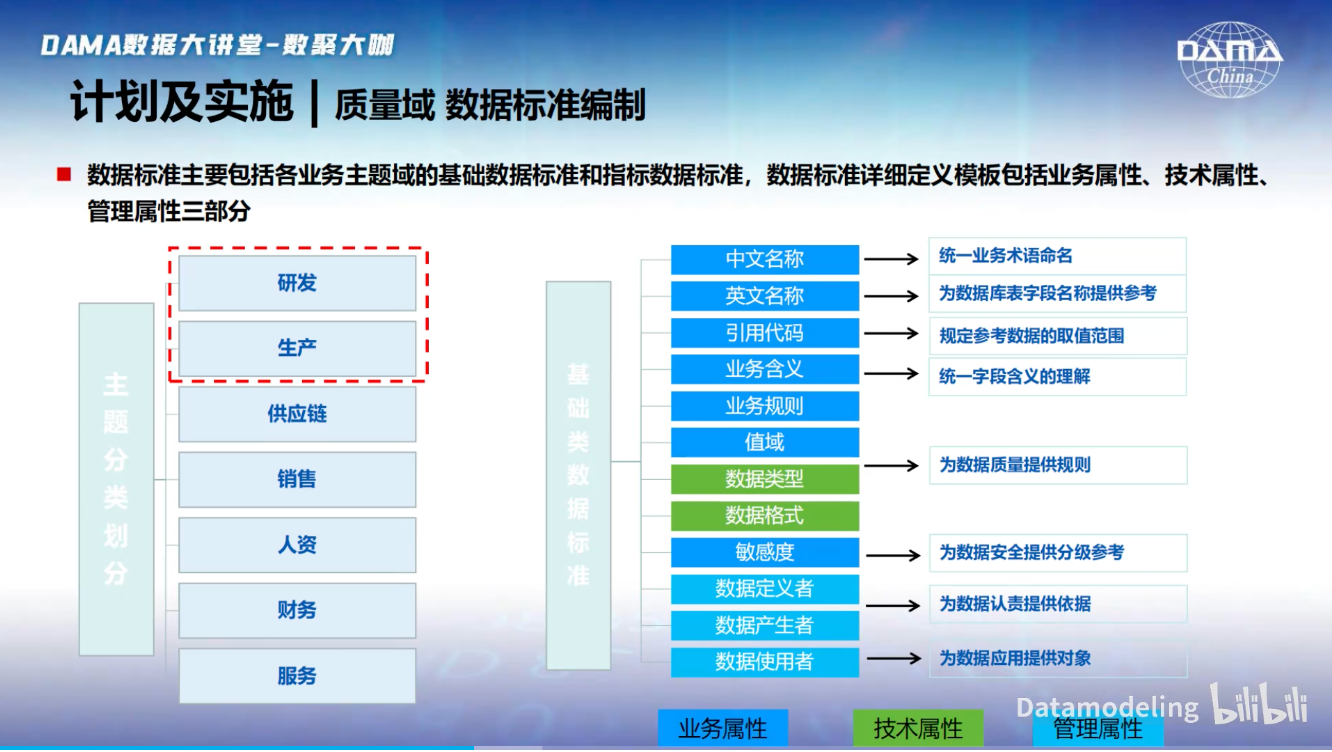 DAMA数据大讲堂-数聚大咖
DAMA
China
计划及实施 | 质量域 数据标准编制
数据标准主要包括各业务主题域的基础数据标准和指标数据标准，数据标准详细定义模板包括业务属性、技术属性、
管理属性三部分
主题分类划分
研发
生产
供应链
销售
人资
财务
服务
基础类数据标准
中文名称
英文名称
引用代码
业务含义
业务规则
值域
数据类型
数据格式
敏感度
数据定义者
数据产生者
数据使用者
统一业务术语命名
为数据库表字段名称提供参考
规定参考数据的取值范围
统一字段含义的理解
为数据质量提供规则
为数据安全提供分级参考
为数据认责提供依据
为数据应用提供对象
业务属性
技术属性
管理属性
Datamodeling bilibili